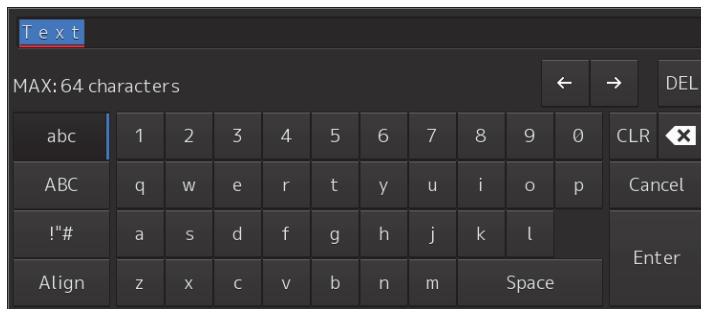 Text
MAX: 64 characters ← → DEL
abc 1 2 3 4 5 6 7 8 9 0 CLR
ABC q w e r t y u i o p Cancel
!"# a s d f g h j k l Enter
Align z x c v b n m Space